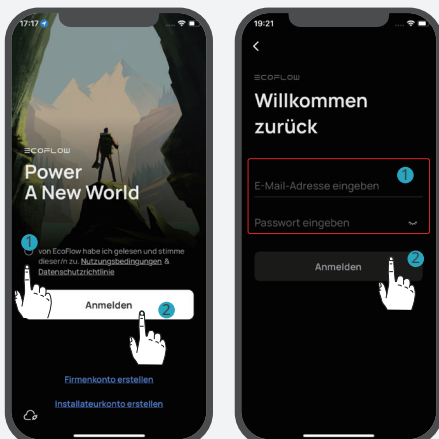 17:17
ECOFLOW
Power
A New World
1
von EcoFlow habe ich gelesen und stimme
dieser/n zu. Nutzungsbedingungen &
Datenschutzrichtlinie
Anmelden
2
Firmenkonto erstellen
Installateurkonto erstellen
19:21
ECOFLOW
Willkommen
zurück
1
E-Mail-Adresse eingeben
Passwort eingeben
Anmelden
2